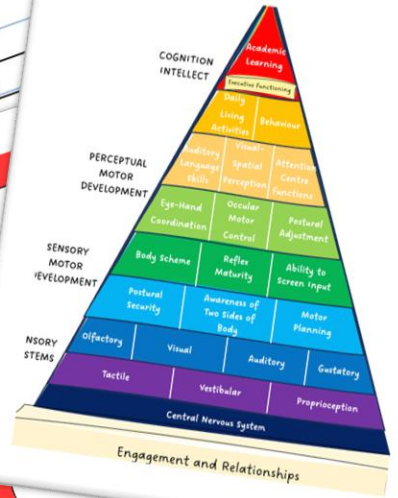 Academic
Learning
COGNITION
INTELLECT
Executive Functioning
Daily
Living
Activities
Behaviour
PERCEPTUAL
MOTOR
DEVELOPMENT
Auditory
Language
Skills
Visual-
Spatial
Perception
Attention
Centre
Functions
Eye-Hand
Coordination
Occular
Motor
Control
Postural
Adjustment
SENSORY
MOTOR
EVELOPMENT
Body Scheme
Reflex
Maturity
Ability to
Screen Input
Postural
Security
Awareness of
Two Sides of
Body
Motor
Planning
NSORY
STEMS
Olfactory
Visual
Auditory
Gustatory
Tactile
Vestibular
Proprioception
Central Nervous System
Engagement and Relationships